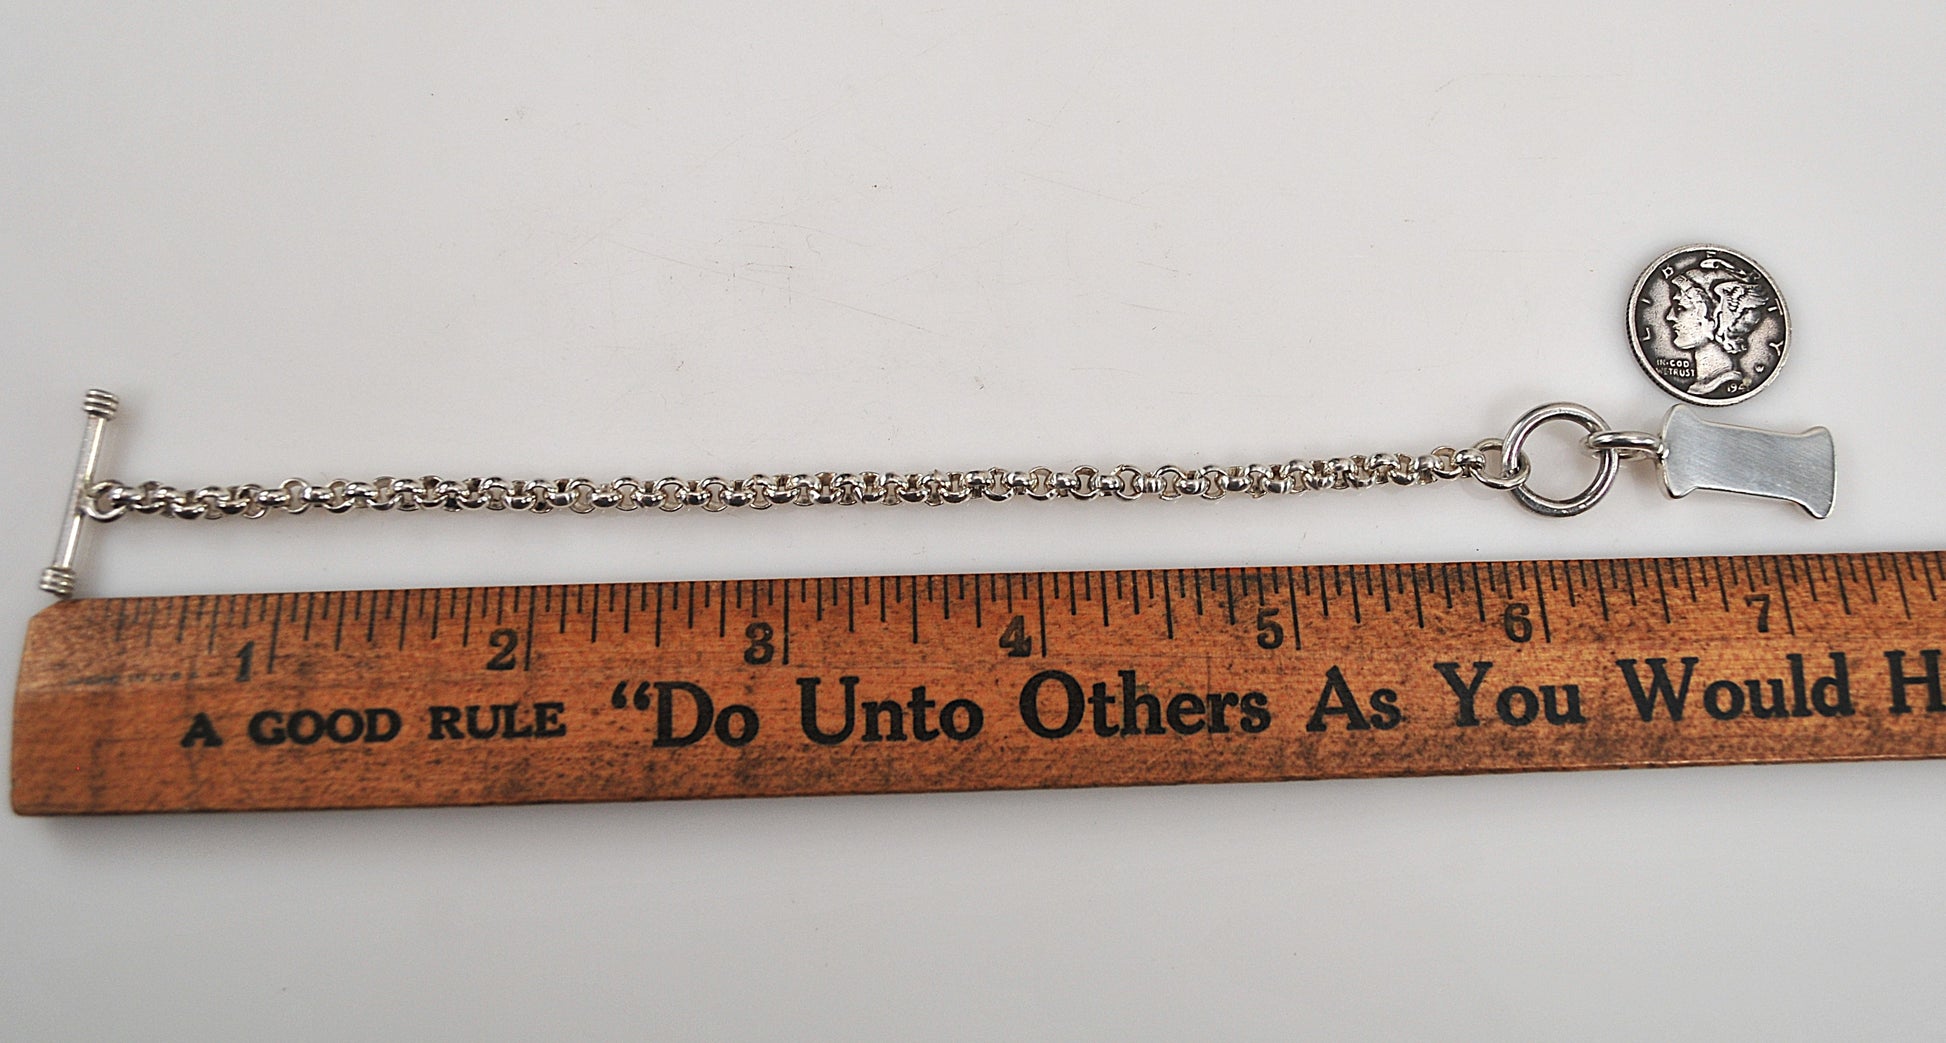 LIBERTY
IN·GOD
WE TRUST
1 2 3 4 5 6 7
A GOOD RULE "Do Unto Others As You Would H